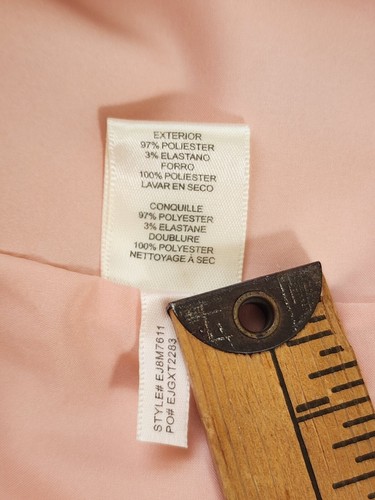 EXTERIOR
97% POLIESTER
3% ELASTANO
FORRO
100% POLIESTER
LAVAR EN SECO
CONQUILLE
97% POLYESTER
3% ELASTANE
DOUBLURE
100% POLYESTER
NETTOYAGE À SEC
STYLE# EJ8M7611
PO# EJGXT2283